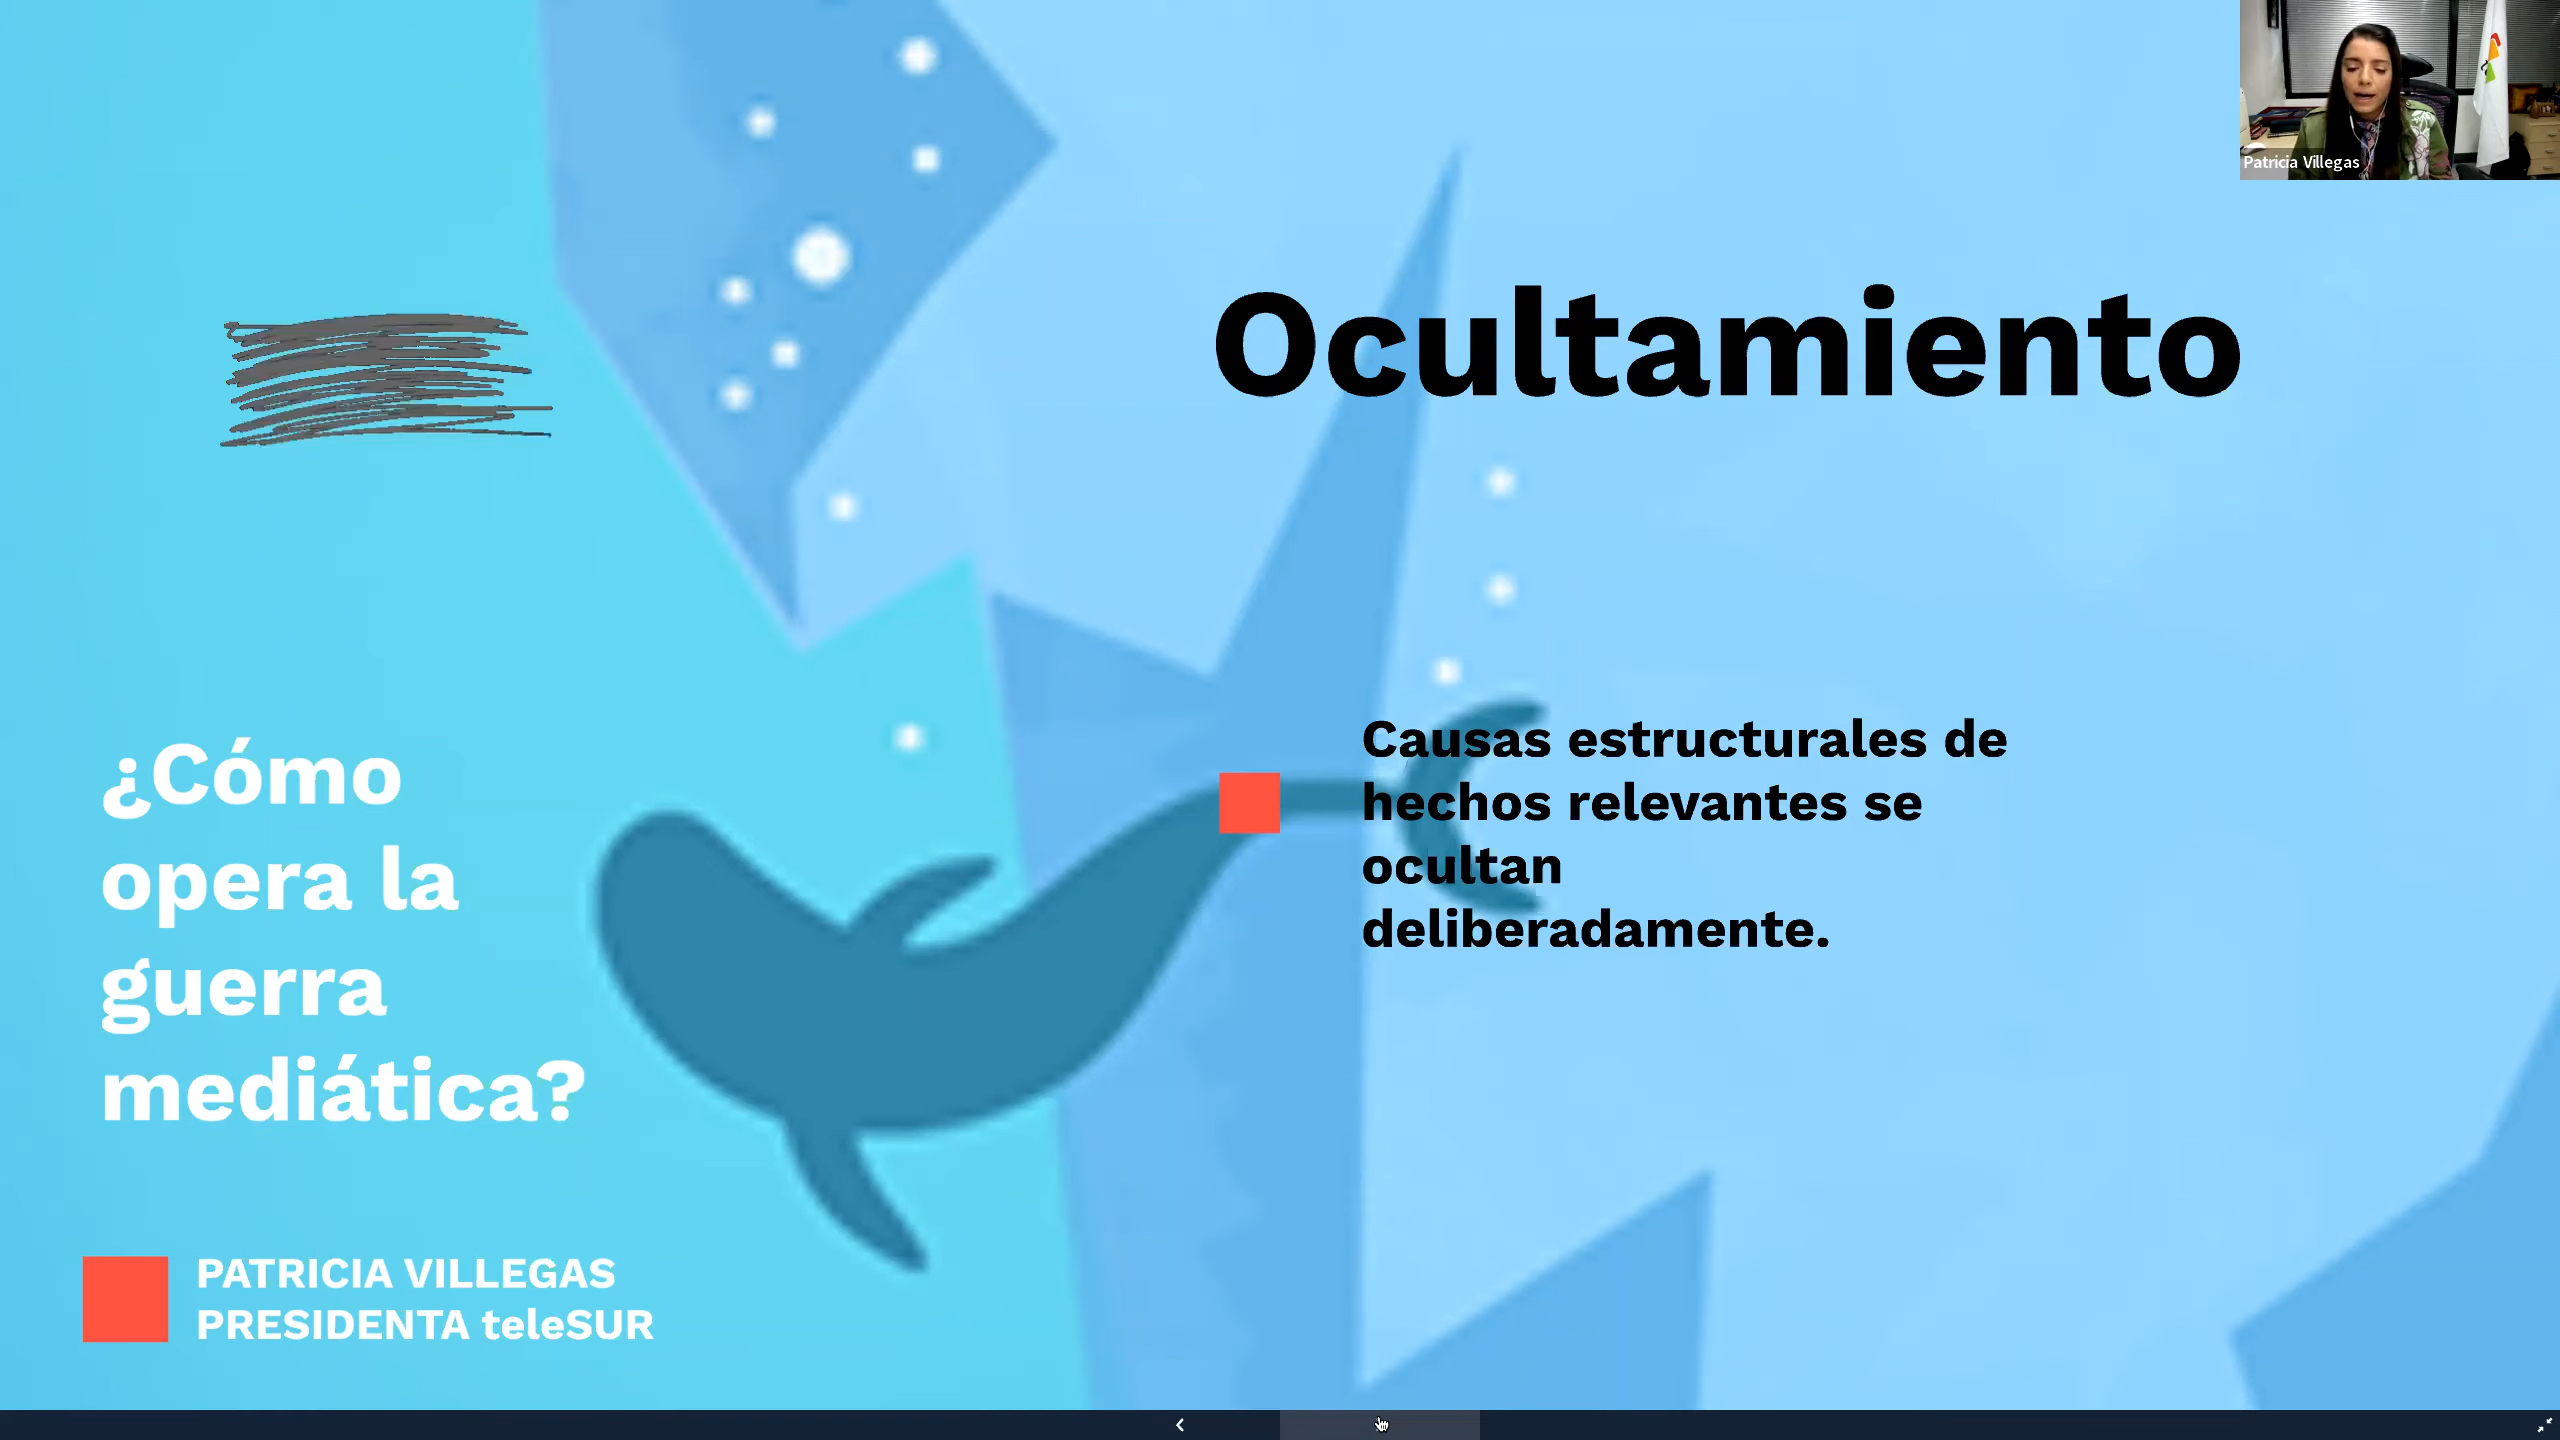 Patricia Villegas
Ocultamiento
Causas estructurales de
hechos relevantes se
ocultan
deliberadamente.
¿Cómo
opera la
guerra
mediática?
PATRICIA VILLEGAS
PRESIDENTA teleSUR